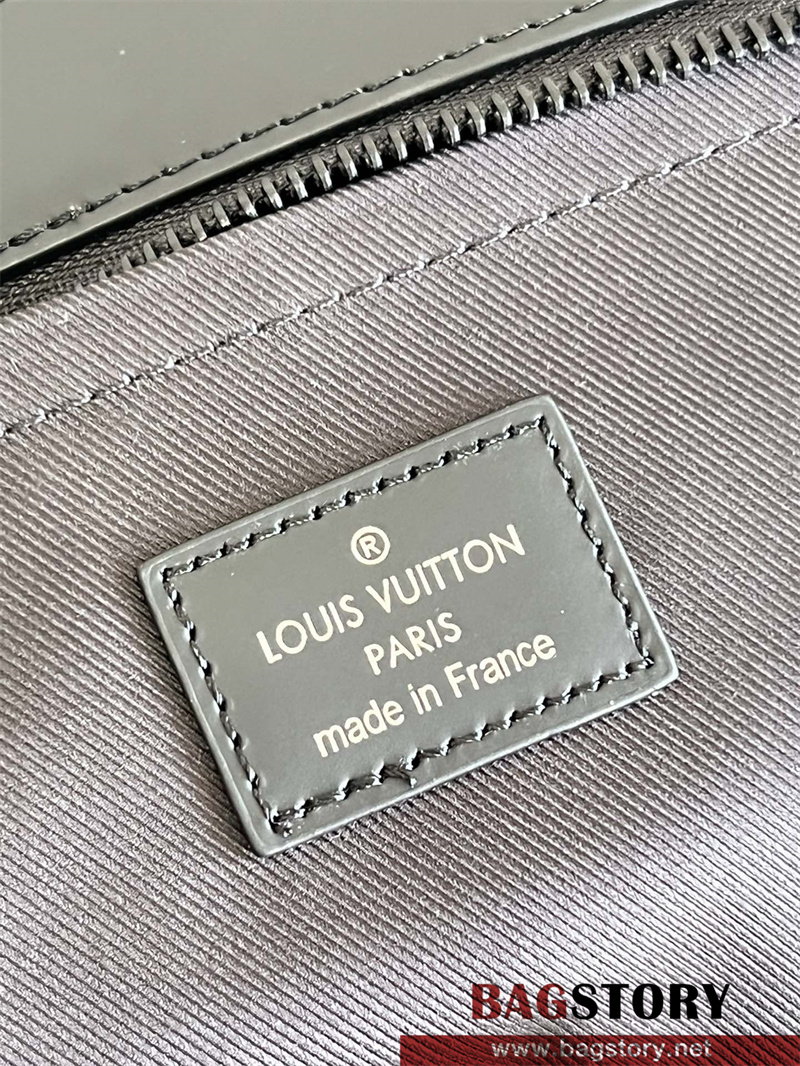 ®
LOUIS VUITTON
PARIS
made in France
BAGSTORY
www.bagstory.net